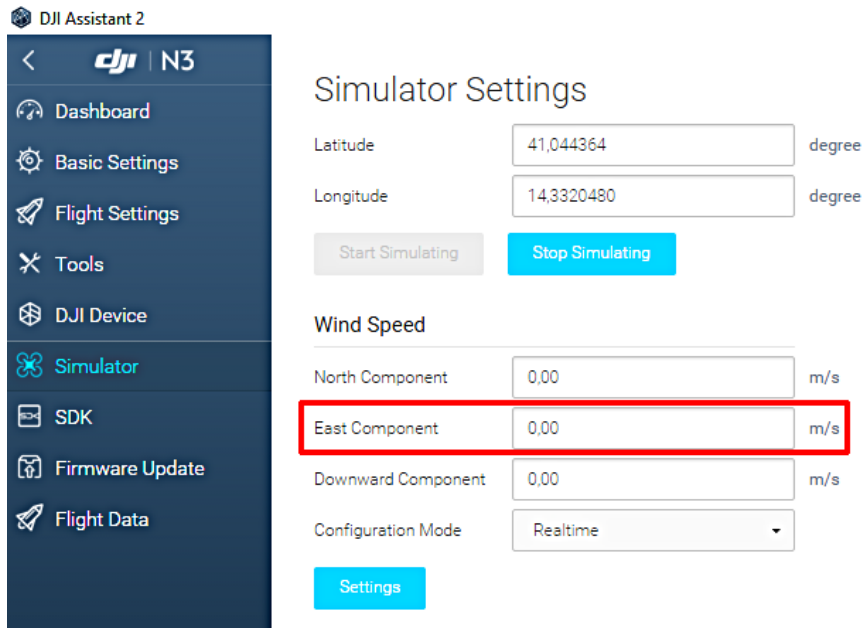 DJI Assistant 2
dji | N3
Dashboard
Basic Settings
Flight Settings
Tools
DJI Device
Simulator
SDK
Firmware Update
Flight Data
Simulator Settings
Latitude 41,044364 degree
Longitude 14,3320480 degree
Start Simulating Stop Simulating
Wind Speed
North Component 0,00 m/s
East Component 0,00 m/s
Downward Component 0,00 m/s
Configuration Mode Realtime
Settings